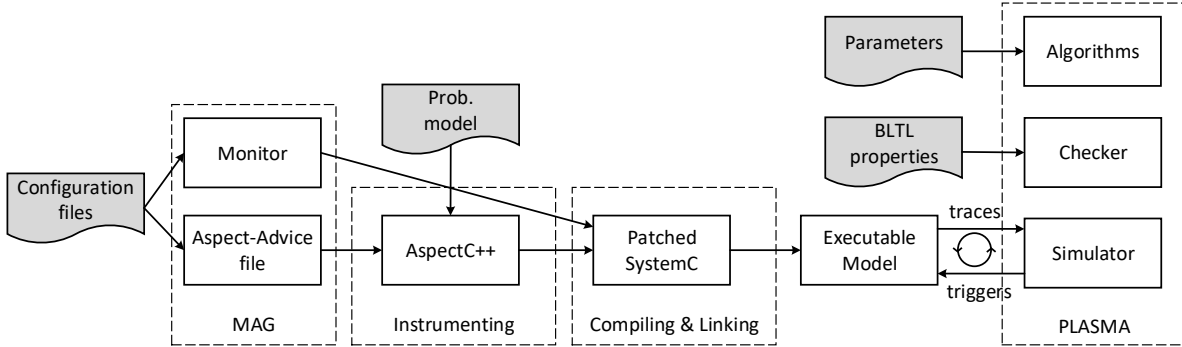 Parameters
Algorithms
Prob.
model
Monitor
BLTL
properties
Checker
Configuration
files
Aspect-Advice
file
AspectC++
Patched
SystemC
Executable
Model
traces
triggers
Simulator
MAG
Instrumenting
Compiling & Linking
PLASMA